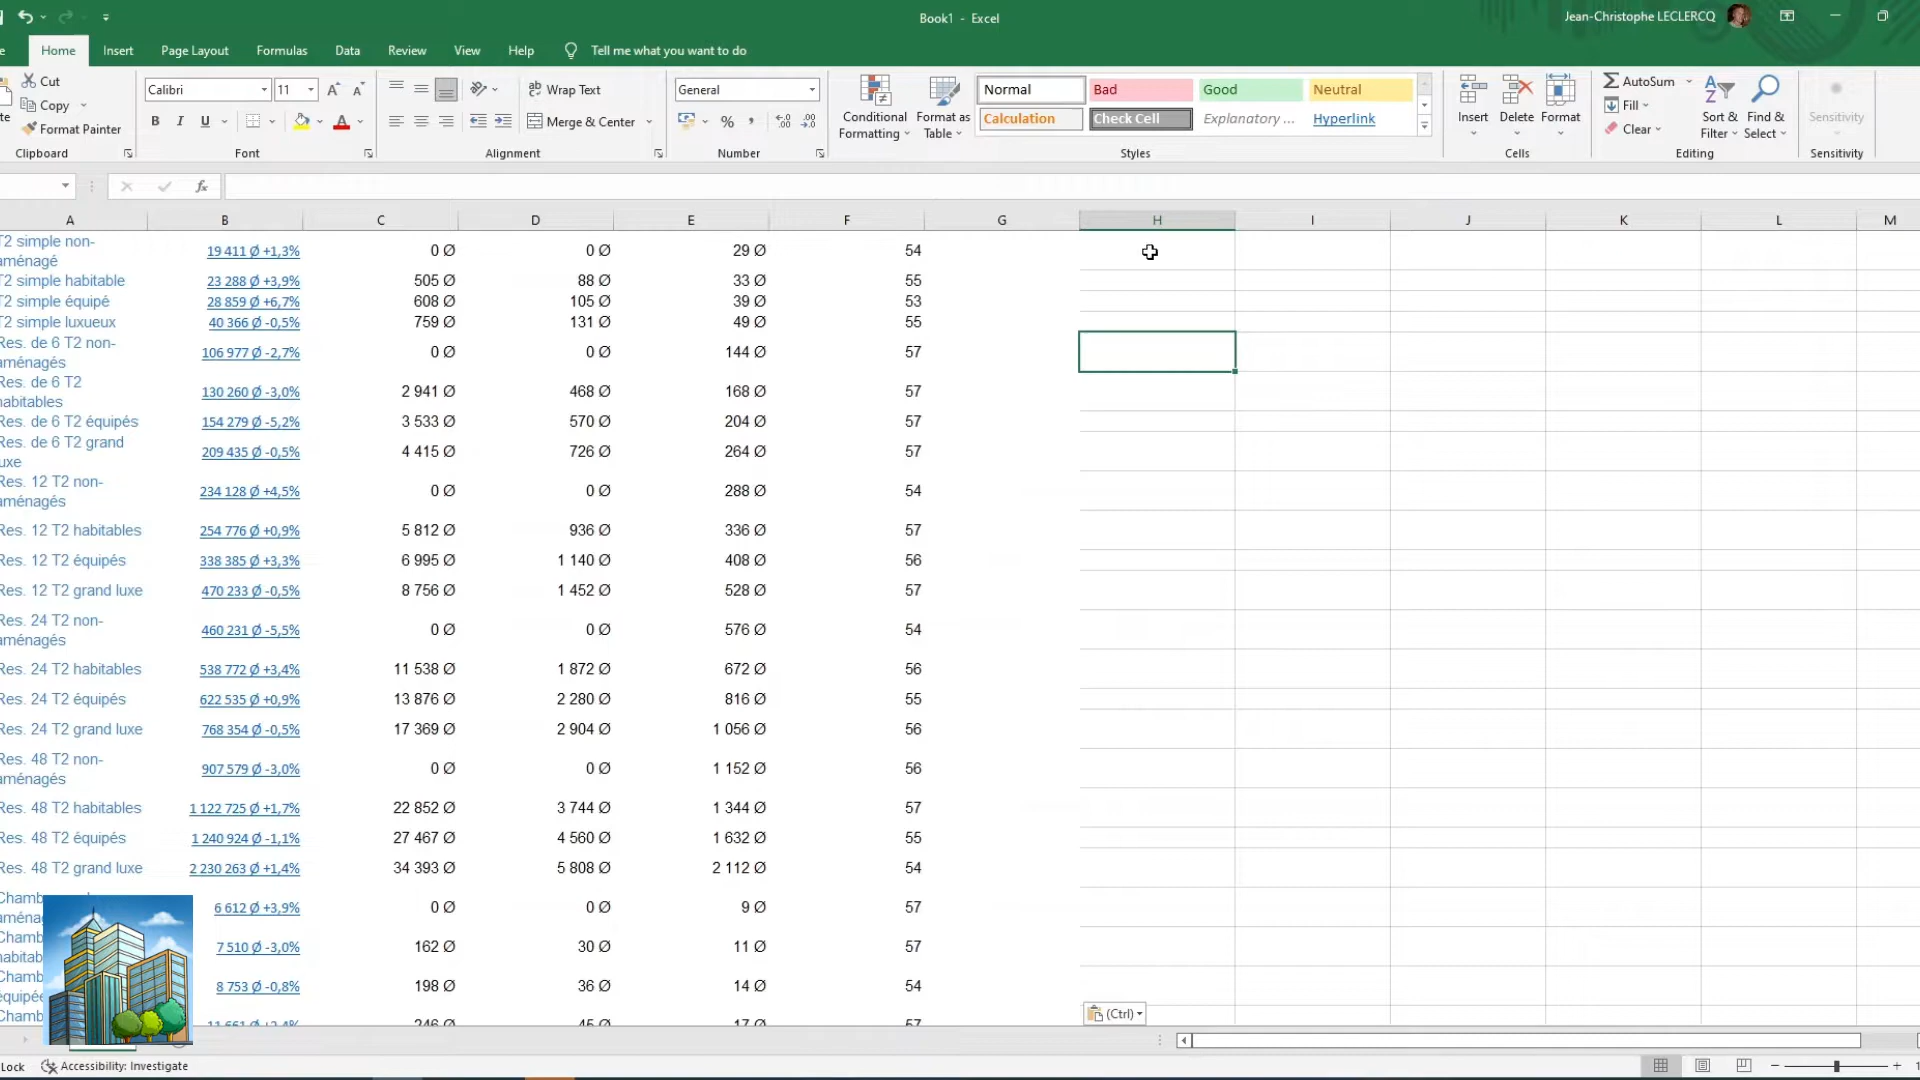 Book1 - Excel
Jean-Christophe LECLERCQ
Home Insert Page Layout Formulas Data Review View Help Tell me what you want to do
Cut
Copy
Format Painter
Clipboard
Calibri 11
B I U
Font
Wrap Text
Merge & Center
Alignment
General
%
Number
Conditional Formatting
Format as Table
Normal Bad Good Neutral
Calculation Check Cell Explanatory ... Hyperlink
Styles
Insert Delete Format
Cells
AutoSum
Fill
Clear
Sort & Filter
Find & Select
Editing
Sensitivity
Sensitivity
fx
A B C D E F G H I J K L M
T2 simple non-aménagé 19 411 Ø +1,3% 0 Ø 0 Ø 29 Ø 54
T2 simple habitable 23 288 Ø +3,9% 505 Ø 88 Ø 33 Ø 55
T2 simple équipé 28 859 Ø +6,7% 608 Ø 105 Ø 39 Ø 53
T2 simple luxueux 40 366 Ø -0,5% 759 Ø 131 Ø 49 Ø 55
Res. de 6 T2 non-aménagés 106 977 Ø -2,7% 0 Ø 0 Ø 144 Ø 57
Res. de 6 T2 habitables 130 260 Ø -3,0% 2 941 Ø 468 Ø 168 Ø 57
Res. de 6 T2 équipés 154 279 Ø -5,2% 3 533 Ø 570 Ø 204 Ø 57
Res. de 6 T2 grand luxe 209 435 Ø -0,5% 4 415 Ø 726 Ø 264 Ø 57
Res. 12 T2 non-aménagés 234 128 Ø +4,5% 0 Ø 0 Ø 288 Ø 54
Res. 12 T2 habitables 254 776 Ø +0,9% 5 812 Ø 936 Ø 336 Ø 57
Res. 12 T2 équipés 338 385 Ø +3,3% 6 995 Ø 1 140 Ø 408 Ø 56
Res. 12 T2 grand luxe 470 233 Ø -0,5% 8 756 Ø 1 452 Ø 528 Ø 57
Res. 24 T2 non-aménagés 460 231 Ø -5,5% 0 Ø 0 Ø 576 Ø 54
Res. 24 T2 habitables 538 772 Ø +3,4% 11 538 Ø 1 872 Ø 672 Ø 56
Res. 24 T2 équipés 622 535 Ø +0,9% 13 876 Ø 2 280 Ø 816 Ø 55
Res. 24 T2 grand luxe 768 354 Ø -0,5% 17 369 Ø 2 904 Ø 1 056 Ø 56
Res. 48 T2 non-aménagés 907 579 Ø -3,0% 0 Ø 0 Ø 1 152 Ø 56
Res. 48 T2 habitables 1 122 725 Ø +1,7% 22 852 Ø 3 744 Ø 1 344 Ø 57
Res. 48 T2 équipés 1 240 924 Ø -1,1% 27 467 Ø 4 560 Ø 1 632 Ø 55
Res. 48 T2 grand luxe 2 230 263 Ø +1,4% 34 393 Ø 5 808 Ø 2 112 Ø 54
6 612 Ø +3,9% 0 Ø 0 Ø 9 Ø 57
7 510 Ø -3,0% 162 Ø 30 Ø 11 Ø 57
8 753 Ø -0,8% 198 Ø 36 Ø 14 Ø 54
(Ctrl)
Lock Accessibility: Investigate